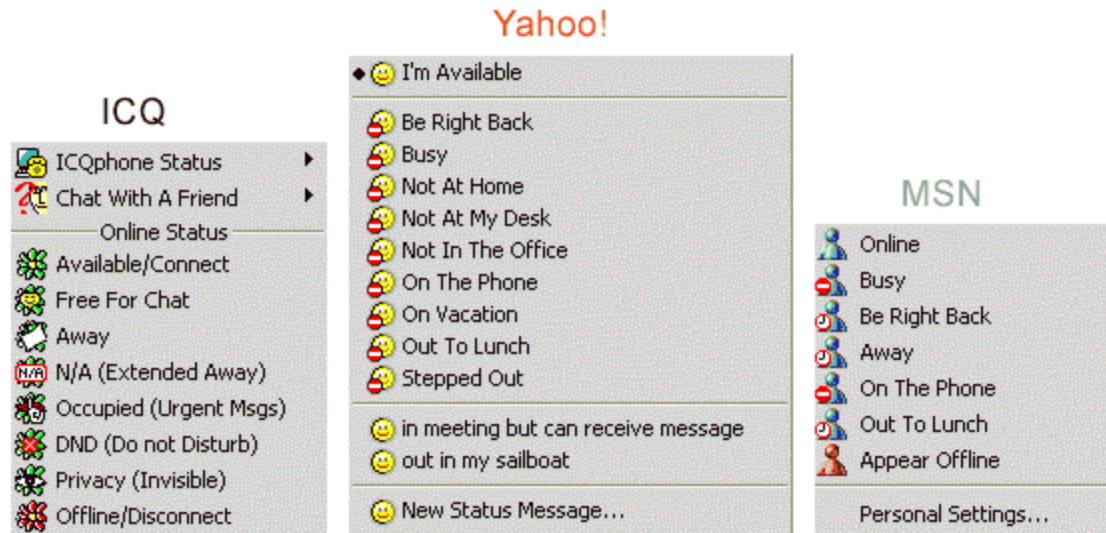 Yahoo!
ICQ
ICQphone Status
Chat With A Friend
Online Status
Available/Connect
Free For Chat
Away
N/A (Extended Away)
Occupied (Urgent Msgs)
DND (Do not Disturb)
Privacy (Invisible)
Offline/Disconnect
I'm Available
Be Right Back
Busy
Not At Home
Not At My Desk
Not In The Office
On The Phone
On Vacation
Out To Lunch
Stepped Out
in meeting but can receive message
out in my sailboat
New Status Message...
MSN
Online
Busy
Be Right Back
Away
On The Phone
Out To Lunch
Appear Offline
Personal Settings...